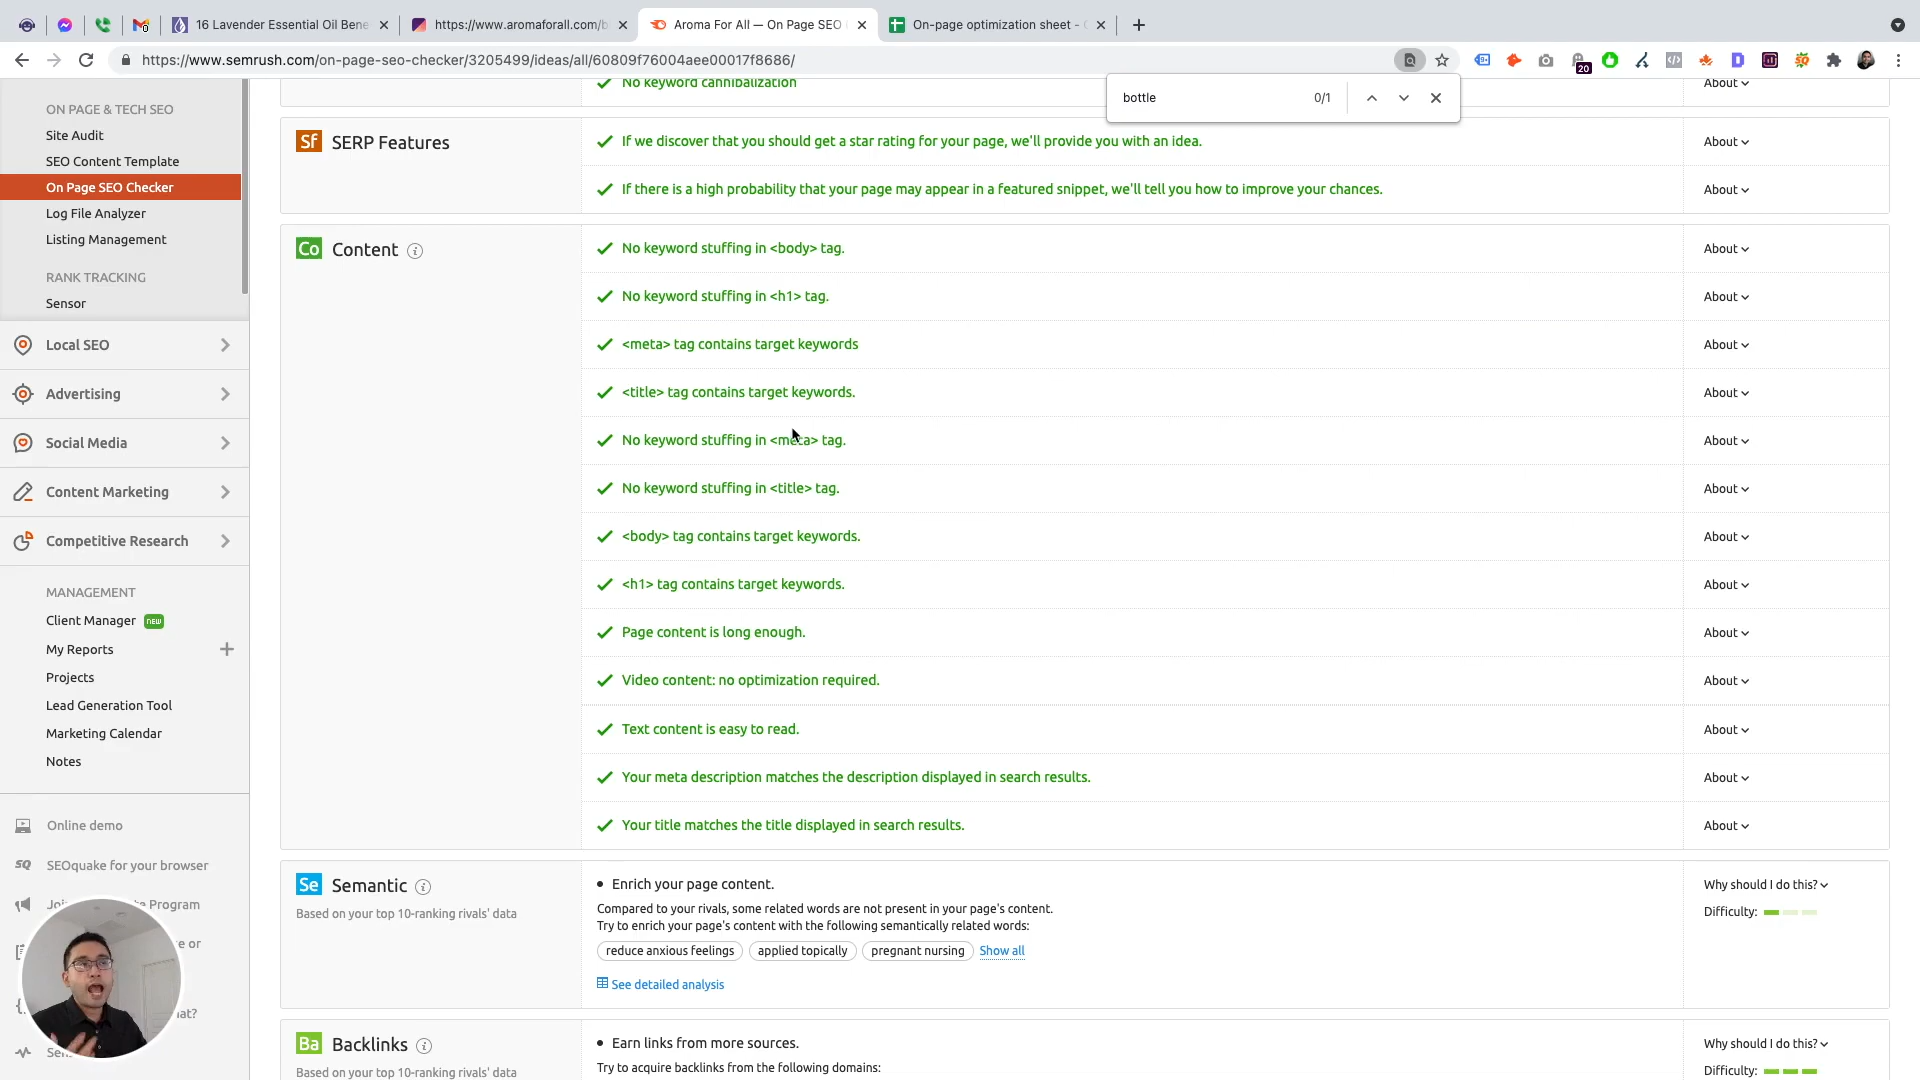 16 Lavender Essential Oil Bene
https://www.aromaforall.com/b
Aroma For All — On Page SEO
On-page optimization sheet -
https://www.semrush.com/on-page-seo-checker/3205499/ideas/all/60809f76004aee00017f8686/
20
bottle
0/1
ON PAGE & TECH SEO
Site Audit
SEO Content Template
On Page SEO Checker
Log File Analyzer
Listing Management
RANK TRACKING
Sensor
Local SEO
Advertising
Social Media
Content Marketing
Competitive Research
MANAGEMENT
Client Manager new
My Reports
Projects
Lead Generation Tool
Marketing Calendar
Notes
Online demo
SQ SEOquake for your browser
Program
or
hat?
No keyword cannibalization
About
Sf SERP Features
If we discover that you should get a star rating for your page, we'll provide you with an idea.
About
If there is a high probability that your page may appear in a featured snippet, we'll tell you how to improve your chances.
About
Co Content
No keyword stuffing in <body> tag.
About
No keyword stuffing in <h1> tag.
About
<meta> tag contains target keywords
About
<title> tag contains target keywords.
About
No keyword stuffing in <meta> tag.
About
No keyword stuffing in <title> tag.
About
<body> tag contains target keywords.
About
<h1> tag contains target keywords.
About
Page content is long enough.
About
Video content: no optimization required.
About
Text content is easy to read.
About
Your meta description matches the description displayed in search results.
About
Your title matches the title displayed in search results.
About
Se Semantic
Based on your top 10-ranking rivals' data
Enrich your page content.
Compared to your rivals, some related words are not present in your page's content.
Try to enrich your page's content with the following semantically related words:
reduce anxious feelings applied topically pregnant nursing Show all
See detailed analysis
Why should I do this?
Difficulty:
Ba Backlinks
Based on your top 10-ranking rivals' data
Earn links from more sources.
Try to acquire backlinks from the following domains:
Why should I do this?
Difficulty: